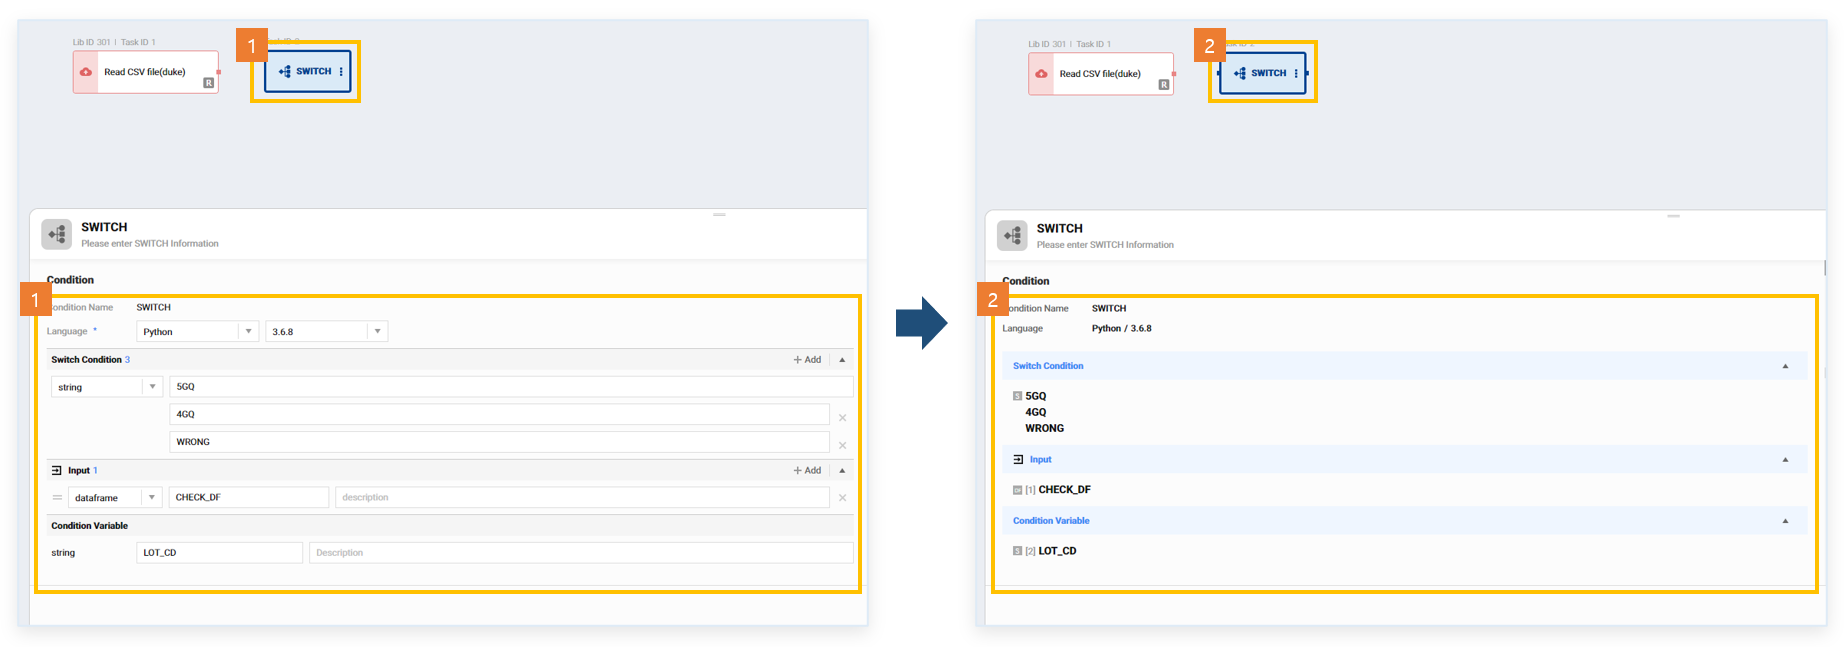 Lib ID 301 | Task ID 1
1
Read CSV file(duke)
R
SWITCH
SWITCH
Please enter SWITCH Information
Condition
1
Condition Name
SWITCH
Language *
Python
3.6.8
Switch Condition 3
+ Add
string
5GQ
4GQ
WRONG
Input 1
+ Add
dataframe
CHECK_DF
description
Condition Variable
string
LOT_CD
Description
Lib ID 301 | Task ID 1
2
Read CSV file(duke)
R
SWITCH
SWITCH
Please enter SWITCH Information
Condition
2
Condition Name
SWITCH
Language
Python / 3.6.8
Switch Condition
S 5GQ
4GQ
WRONG
Input
DF [1] CHECK_DF
Condition Variable
S [2] LOT_CD